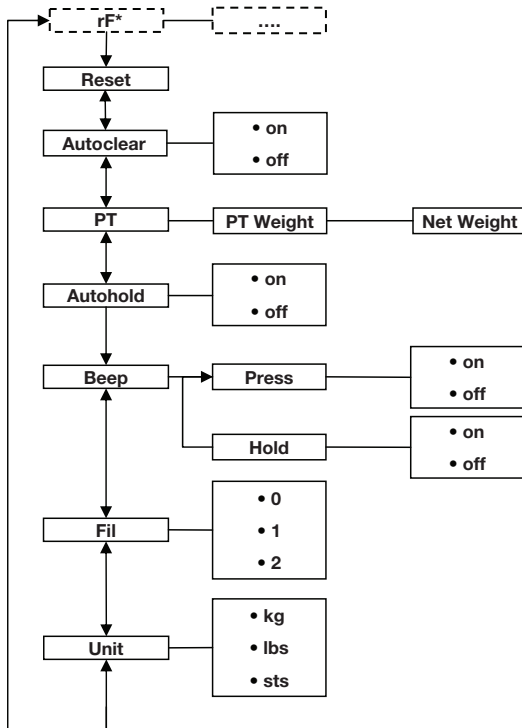 rF*
....
Reset
Autoclear
• on
• off
PT
PT Weight
Net Weight
Autohold
• on
• off
Beep
Press
• on
• off
Hold
• on
• off
Fil
• 0
• 1
• 2
Unit
• kg
• lbs
• sts